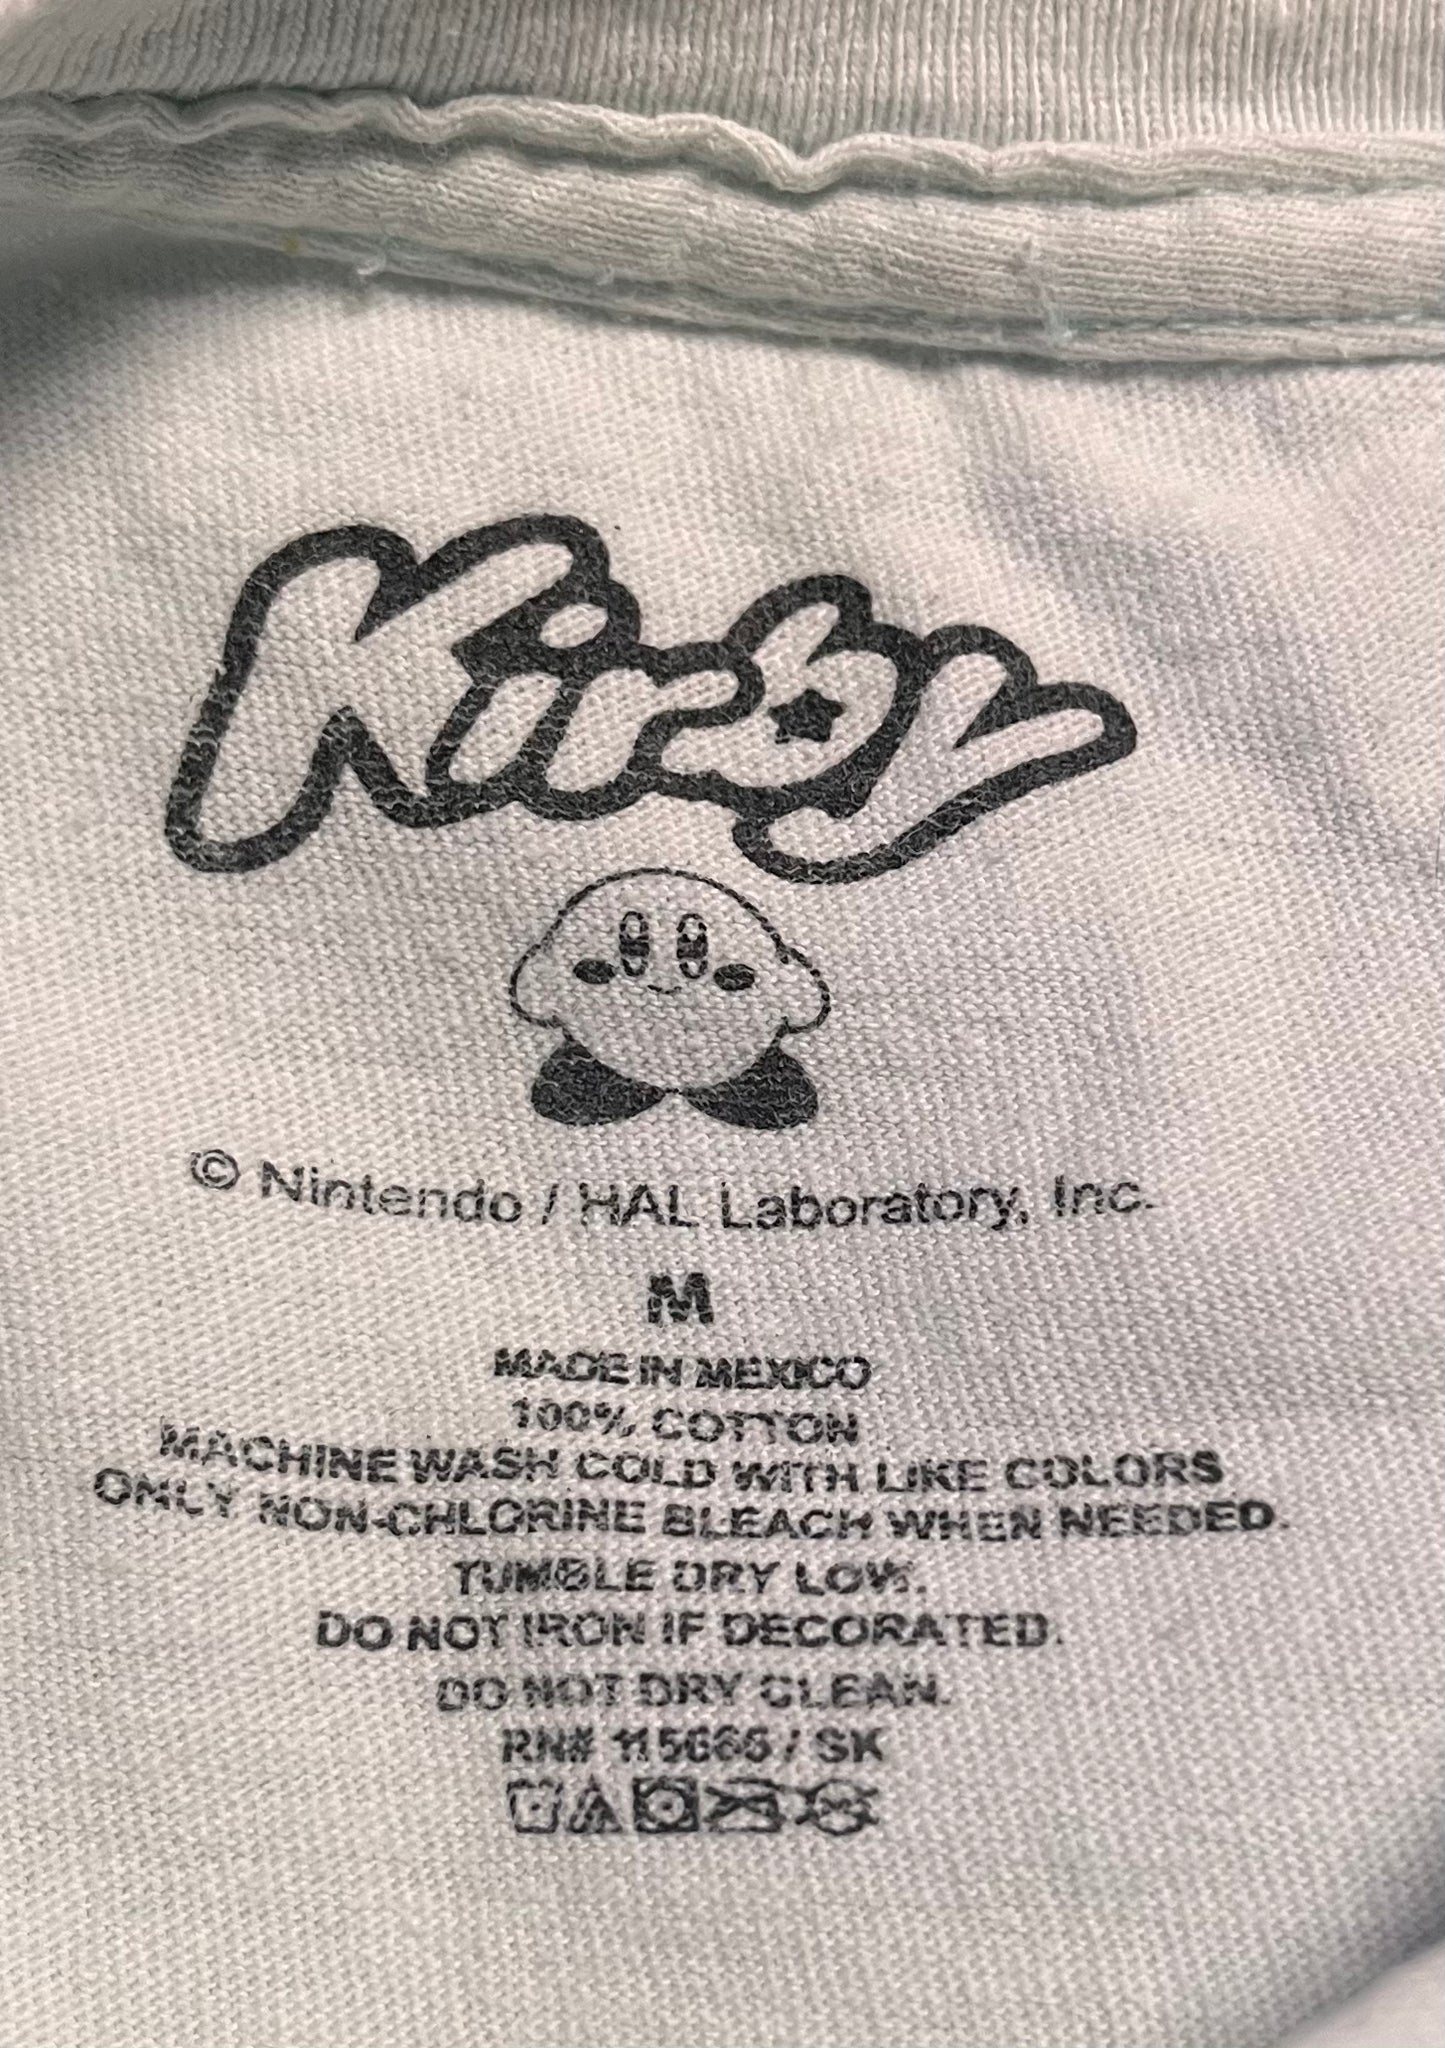 Kirby
© Nintendo / HAL Laboratory, Inc.
M
MADE IN MEXICO
100% COTTON
MACHINE WASH COLD WITH LIKE COLORS
ONLY NON-CHLORINE BLEACH WHEN NEEDED.
TUMBLE DRY LOW.
DO NOT IRON IF DECORATED.
DO NOT DRY CLEAN.
RN# 115666 / SK